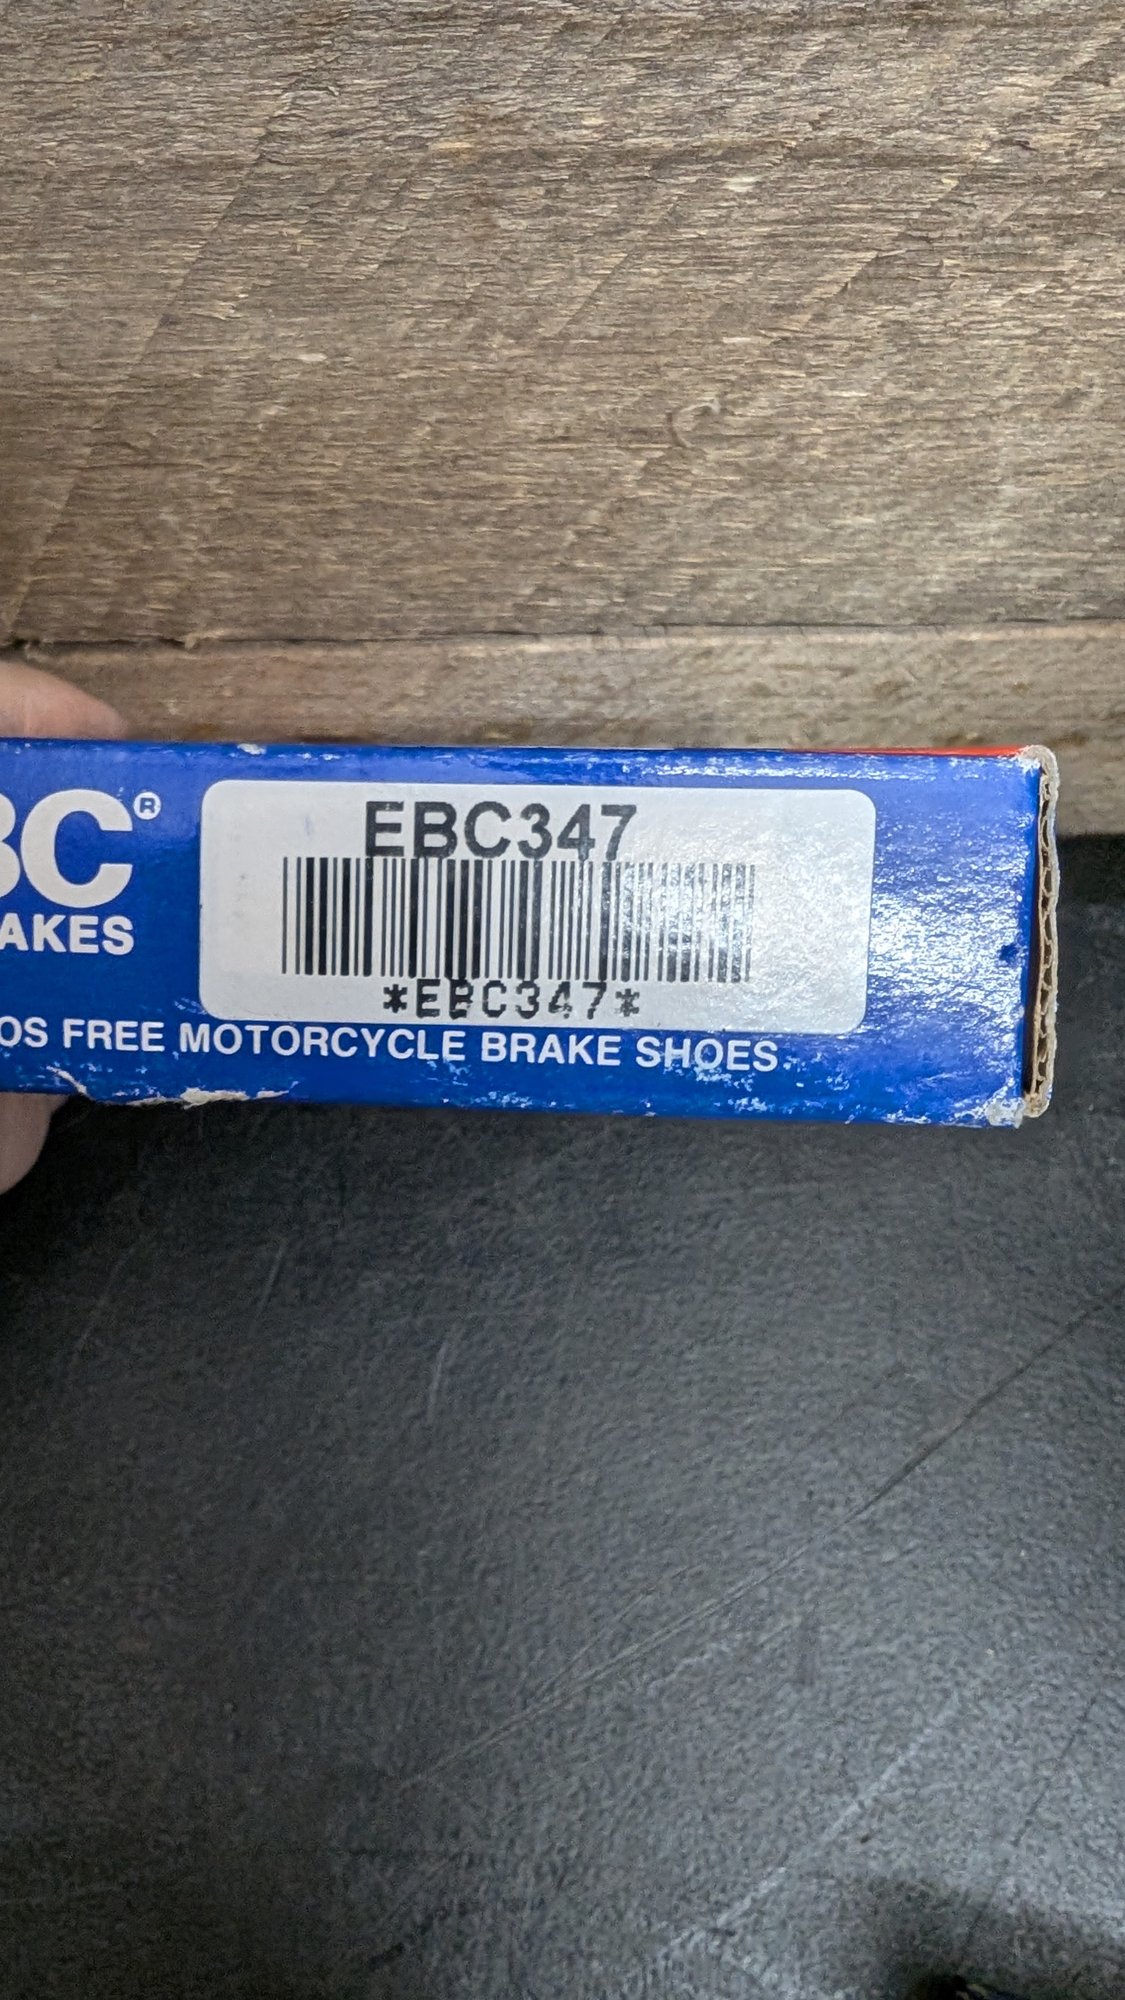 BC®
AKES
EBC347
*EBC347*
OS FREE MOTORCYCLE BRAKE SHOES